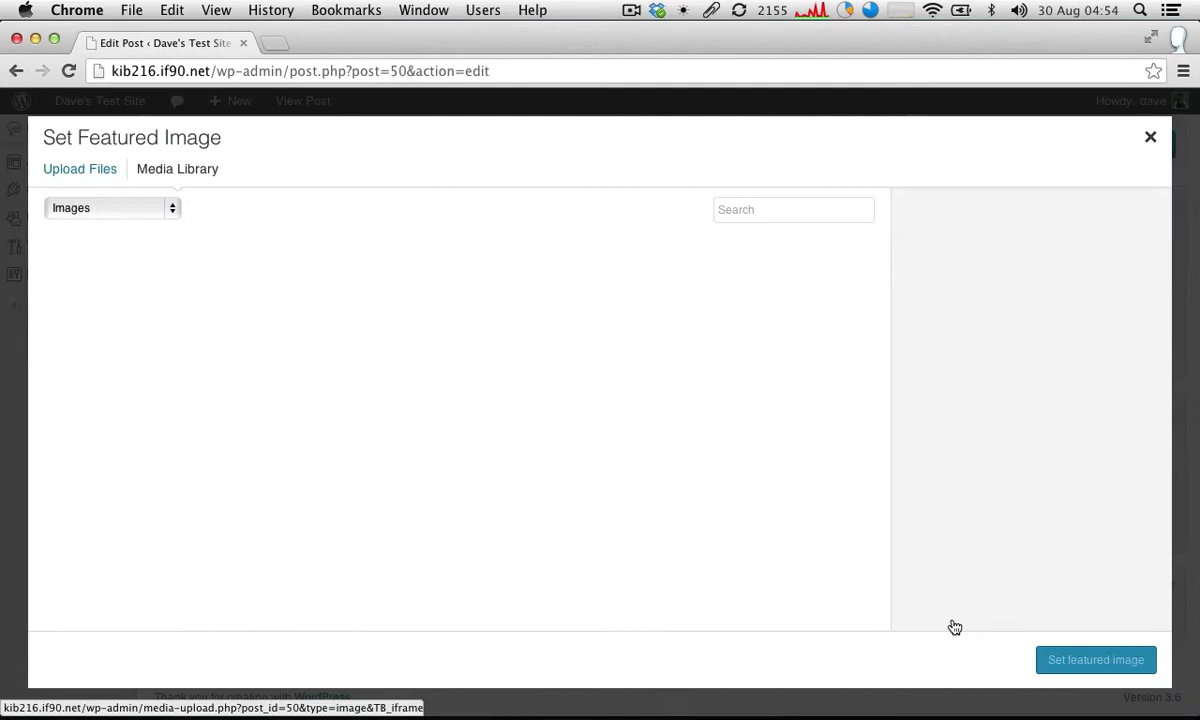 Chrome File Edit View History Bookmarks Window Users Help 2155 30 Aug 04:54
Edit Post ‹ Dave's Test Site
kib216.if90.net/wp-admin/post.php?post=50&action=edit
Dave's Test Site New View Post Howdy, dave
Set Featured Image
Upload Files Media Library
Images Search
Set featured image
Thank you for creating with WordPress. Version 3.6
kib216.if90.net/wp-admin/media-upload.php?post_id=50&type=image&TB_iframe